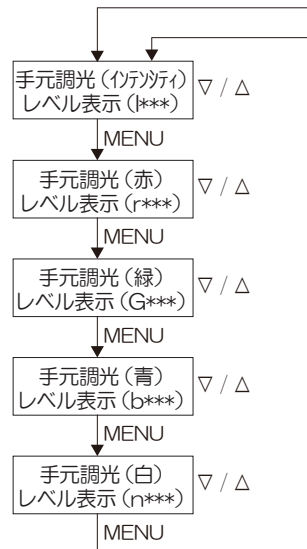 手元調光（ｲﾝﾃﾝｼﾃｨ）
レベル表示（I***）
▽ / △
MENU
手元調光（赤）
レベル表示（r***）
▽ / △
MENU
手元調光（緑）
レベル表示（G***）
▽ / △
MENU
手元調光（青）
レベル表示（b***）
▽ / △
MENU
手元調光（白）
レベル表示（n***）
▽ / △
MENU